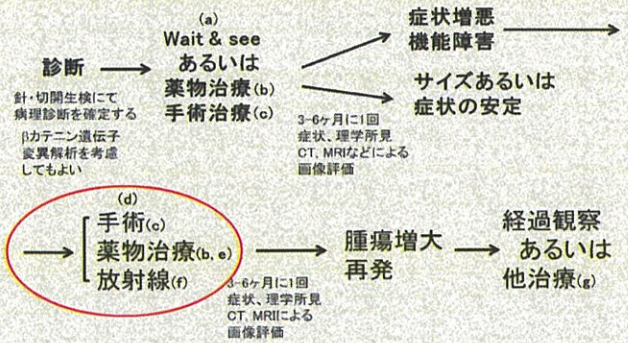 (a)
Wait & see
あるいは
薬物治療(b)
手術治療(c)
診断
針・切開生検にて
病理診断を確定する
βカテニン遺伝子
変異解析を考慮
してもよい
症状増悪
機能障害
サイズあるいは
症状の安定
3-6ヶ月に1回
症状、理学所見
CT, MRIなどによる
画像評価
(d)
手術(c)
薬物治療(b, e)
放射線(f)
3-6ヶ月に1回
症状、理学所見
CT, MRIによる
画像評価
腫瘍増大
再発
経過観察
あるいは
他治療(g)